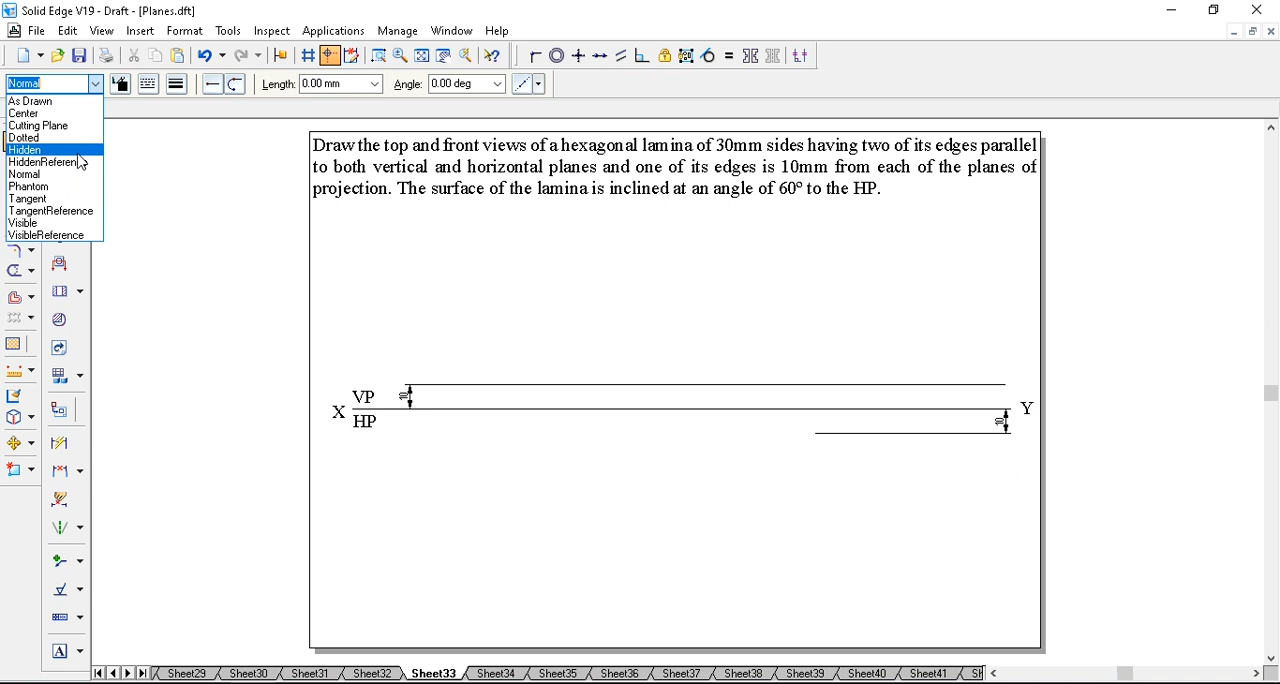 Solid Edge V19 - Draft - [Planes.dft]
File Edit View Insert Format Tools Inspect Applications Manage Window Help
Normal
Length: 0.00 mm
Angle: 0.00 deg
As Drawn
Center
Cutting Plane
Dotted
Hidden
HiddenReferen
Normal
Phantom
Tangent
TangentReference
Visible
VisibleReference
Draw the top and front views of a hexagonal lamina of 30mm sides having two of its edges parallel
to both vertical and horizontal planes and one of its edges is 10mm from each of the planes of
projection. The surface of the lamina is inclined at an angle of 60º to the HP.
VP
10
X
Y
HP
10
A
Sheet29 Sheet30 Sheet31 Sheet32 Sheet33 Sheet34 Sheet35 Sheet36 Sheet37 Sheet38 Sheet39 Sheet40 Sheet41 Sh